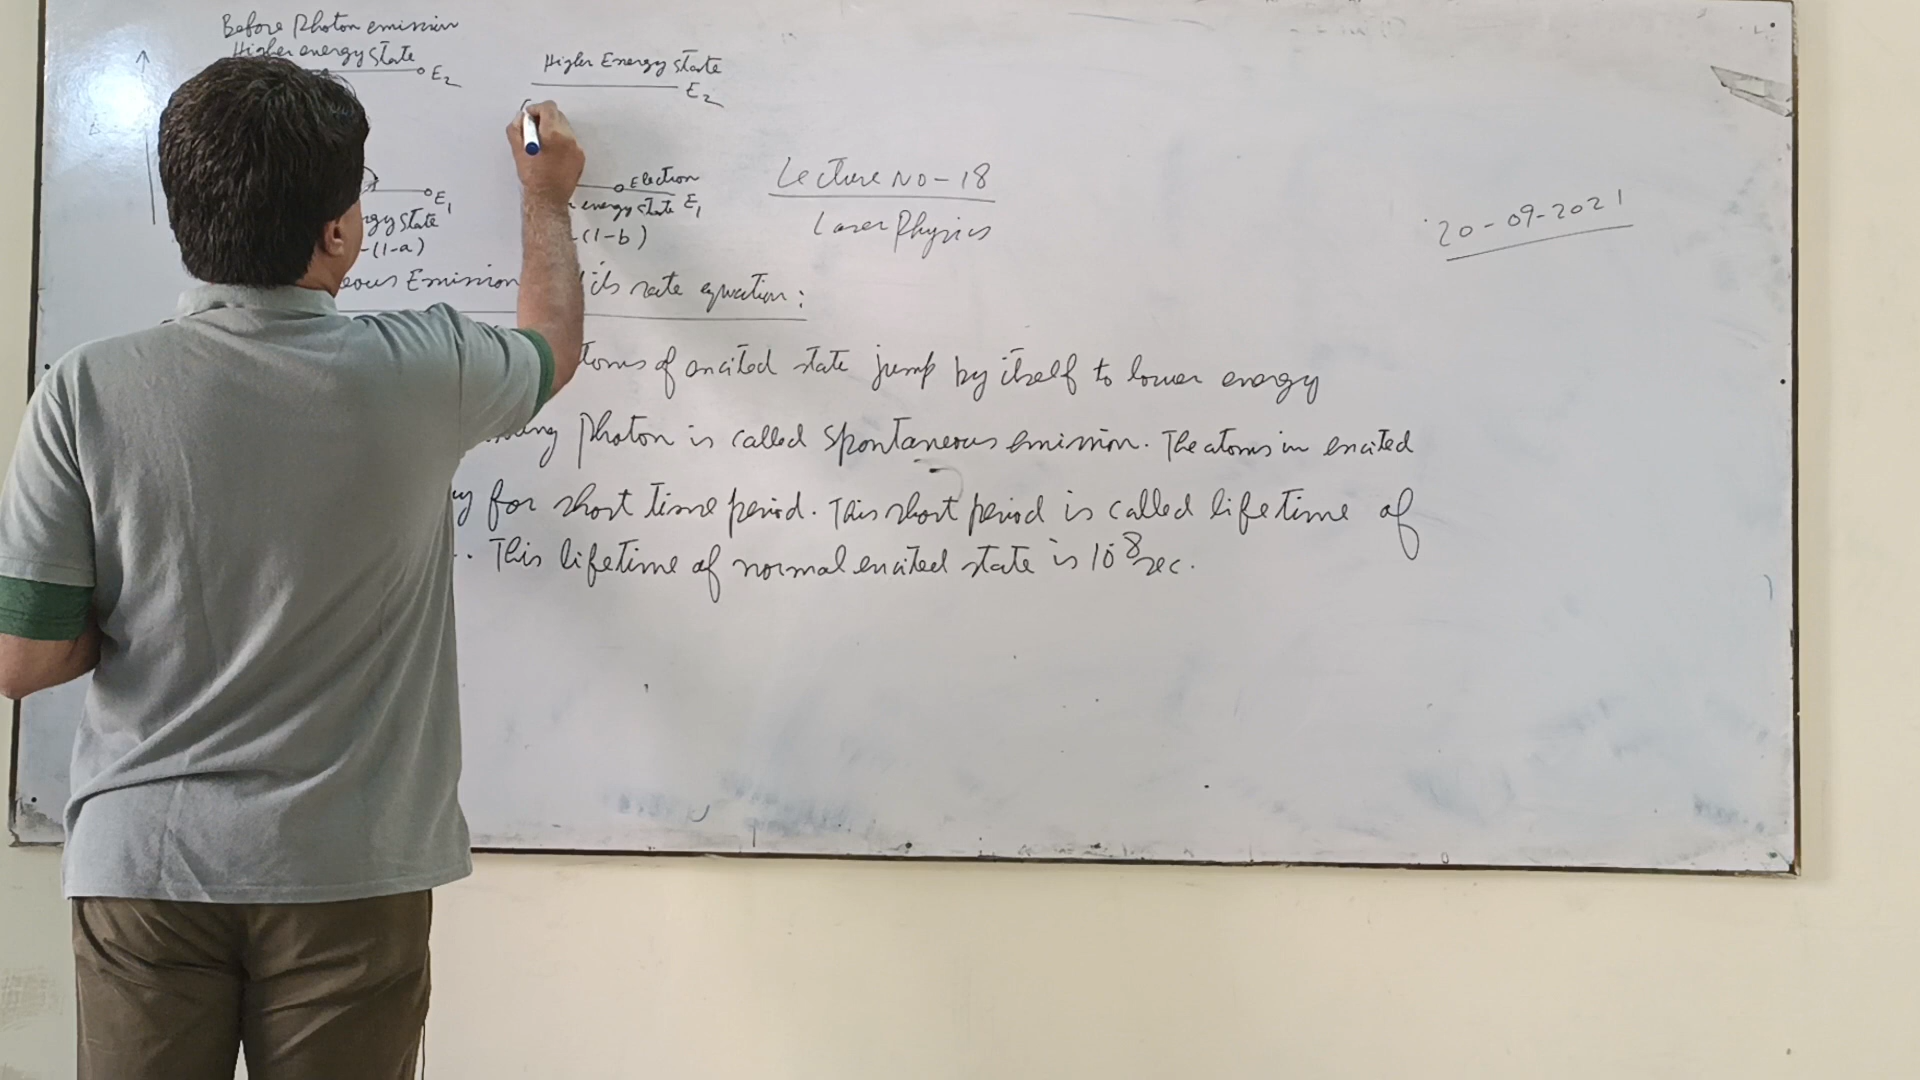 Before Photon emission
Higher energy state
E2
Higher Energy state
E2
E1
Electron
energy state E1
rgy state
-(1-a)
-(1-b)
Lecture No-18
Laser Physics
20-09-2021
eous Emission its rate equation:
toms of excited state jump by itself to lower energy
Photon is called spontaneous emission. The atoms in excited
for short time period. This short period is called lifetime of
. This lifetime of normal excited state is 10⁻⁸ sec.